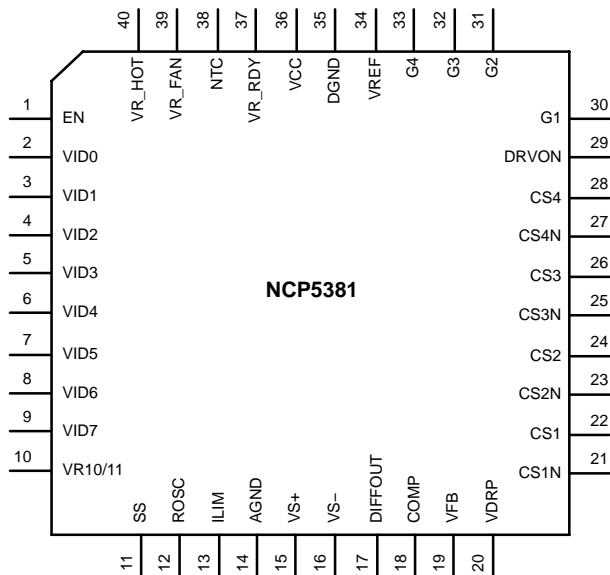 40 39 38 37 36 35 34 33 32 31
VR_HOT VR_FAN NTC VR_RDY VCC DGND VREF G4 G3 G2
1 EN G1 30
2 VID0 DRVON 29
3 VID1 CS4 28
4 VID2 CS4N 27
5 VID3 CS3 26
6 VID4 CS3N 25
NCP5381
7 VID5 CS2 24
8 VID6 CS2N 23
9 VID7 CS1 22
10 VR10/11 CS1N 21
SS ROSC ILIM AGND VS+ VS− DIFFOUT COMP VFB VDRP
11 12 13 14 15 16 17 18 19 20